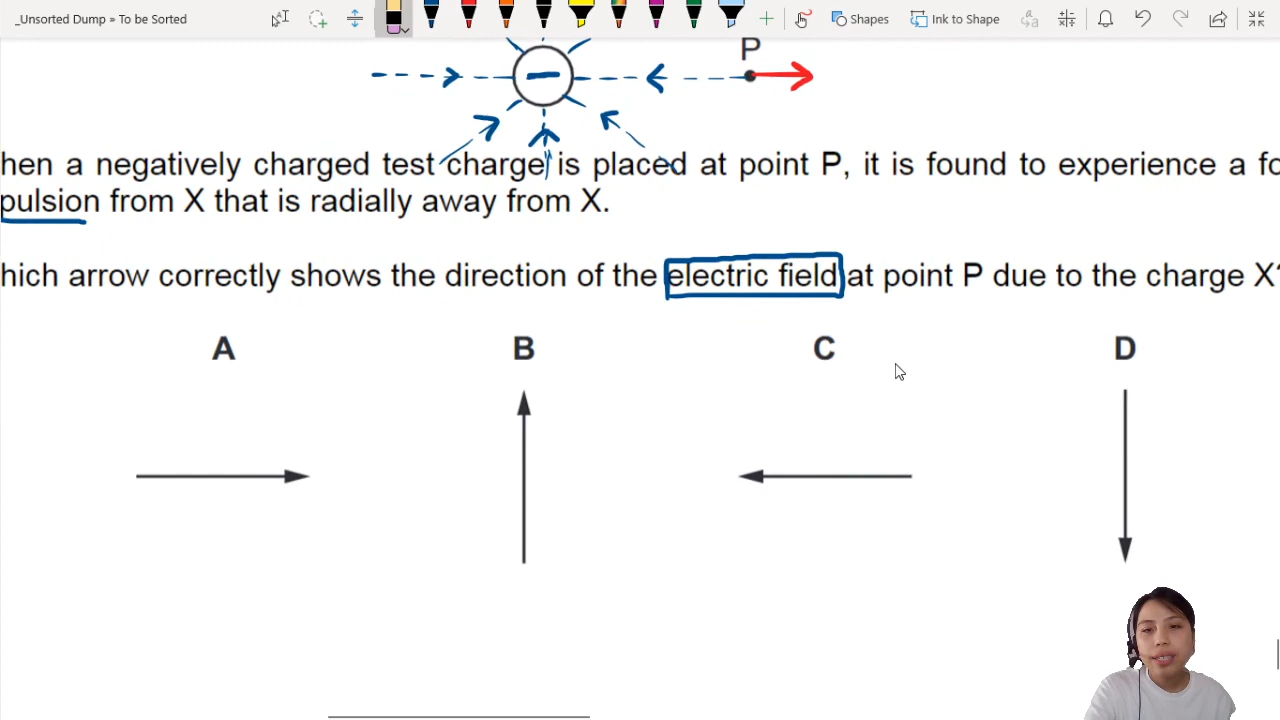 _Unsorted Dump » To be Sorted
Shapes
Ink to Shape
P
hen a negatively charged test charge is placed at point P, it is found to experience a fo
pulsion from X that is radially away from X.
hich arrow correctly shows the direction of the electric field at point P due to the charge X?
A B C D